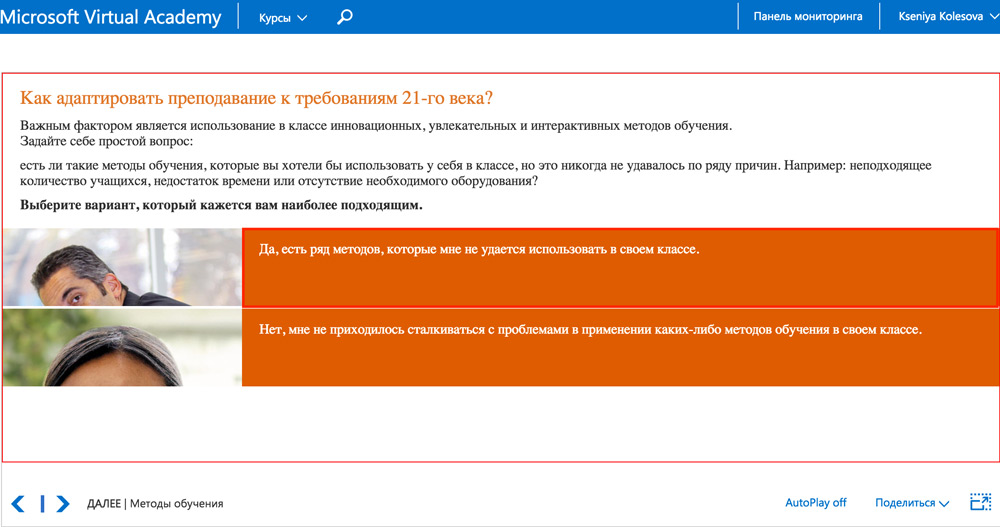 Microsoft Virtual Academy
Курсы
Панель мониторинга
Kseniya Kolesova
Как адаптировать преподавание к требованиям 21-го века?
Важным фактором является использование в классе инновационных, увлекательных и интерактивных методов обучения.
Задайте себе простой вопрос:
есть ли такие методы обучения, которые вы хотели бы использовать у себя в классе, но это никогда не удавалось по ряду причин. Например: неподходящее
количество учащихся, недостаток времени или отсутствие необходимого оборудования?
Выберите вариант, который кажется вам наиболее подходящим.
Да, есть ряд методов, которые мне не удается использовать в своем классе.
Нет, мне не приходилось сталкиваться с проблемами в применении каких-либо методов обучения в своем классе.
ДАЛЕЕ | Методы обучения
AutoPlay off
Поделиться